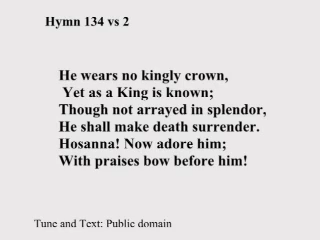 Hymn 134 vs 2
He wears no kingly crown,
Yet as a King is known;
Though not arrayed in splendor,
He shall make death surrender.
Hosanna! Now adore him;
With praises bow before him!
Tune and Text: Public domain